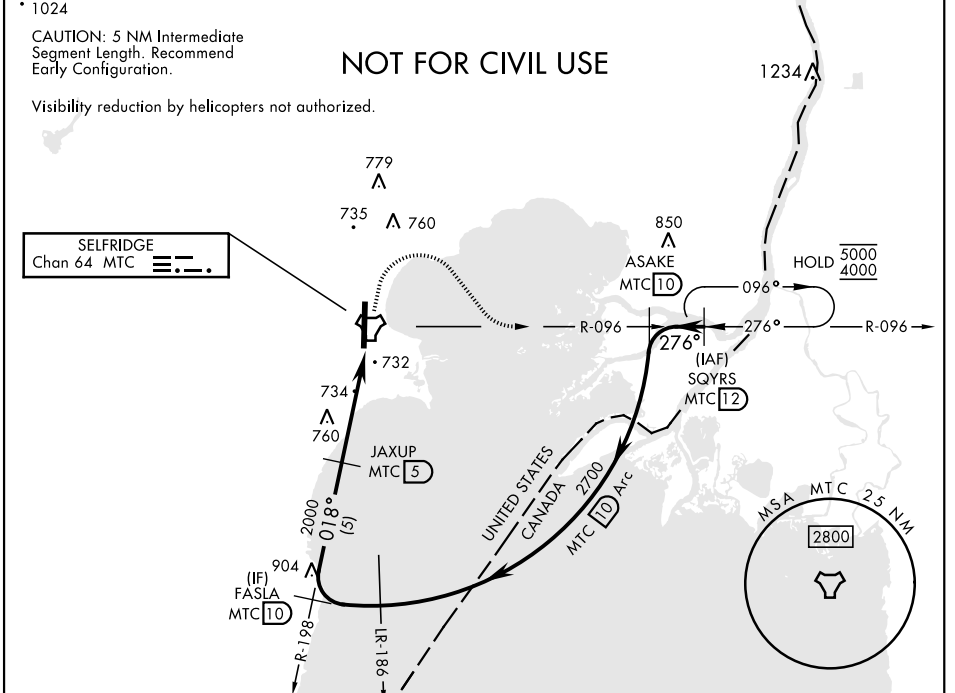 1024
CAUTION: 5 NM Intermediate
Segment Length. Recommend
Early Configuration.
NOT FOR CIVIL USE
1234
Visibility reduction by helicopters not authorized.
779
735
760
850
SELFRIDGE
Chan 64 MTC
ASAKE
MTC 10
HOLD 5000
4000
096°
R-096
276°
276°
R-096
(IAF)
SQYRS
MTC 12
732
734
760
JAXUP
MTC 5
UNITED STATES
CANADA
2700
MTC 10 Arc
2000
018°
(5)
MSA MTC 25 NM
2800
904
(IF)
FASLA
MTC 10
R-198
LR-186